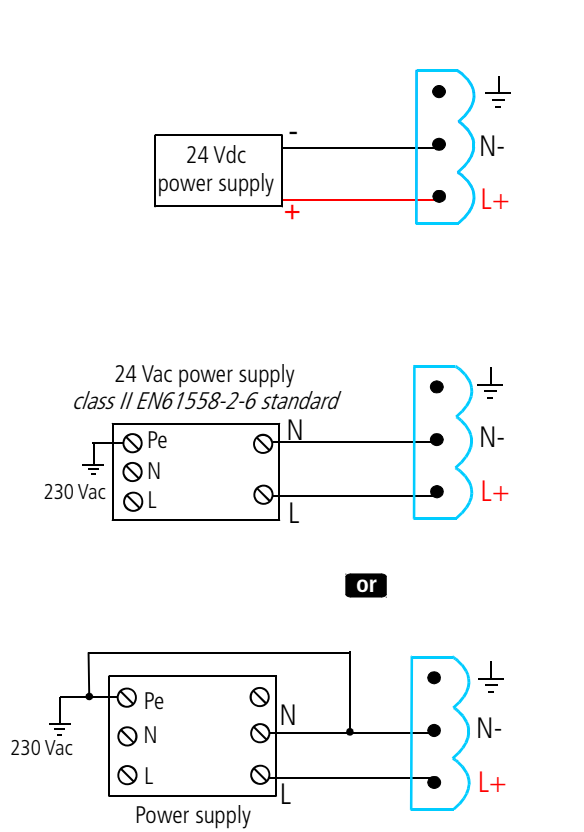 -
24 Vdc
power supply
N-
L+
+
24 Vac power supply
class II EN61558-2-6 standard
Pe
N
N
L
230 Vac
L
N-
L+
or
Pe
N
N
L
230 Vac
L
N-
L+
Power supply